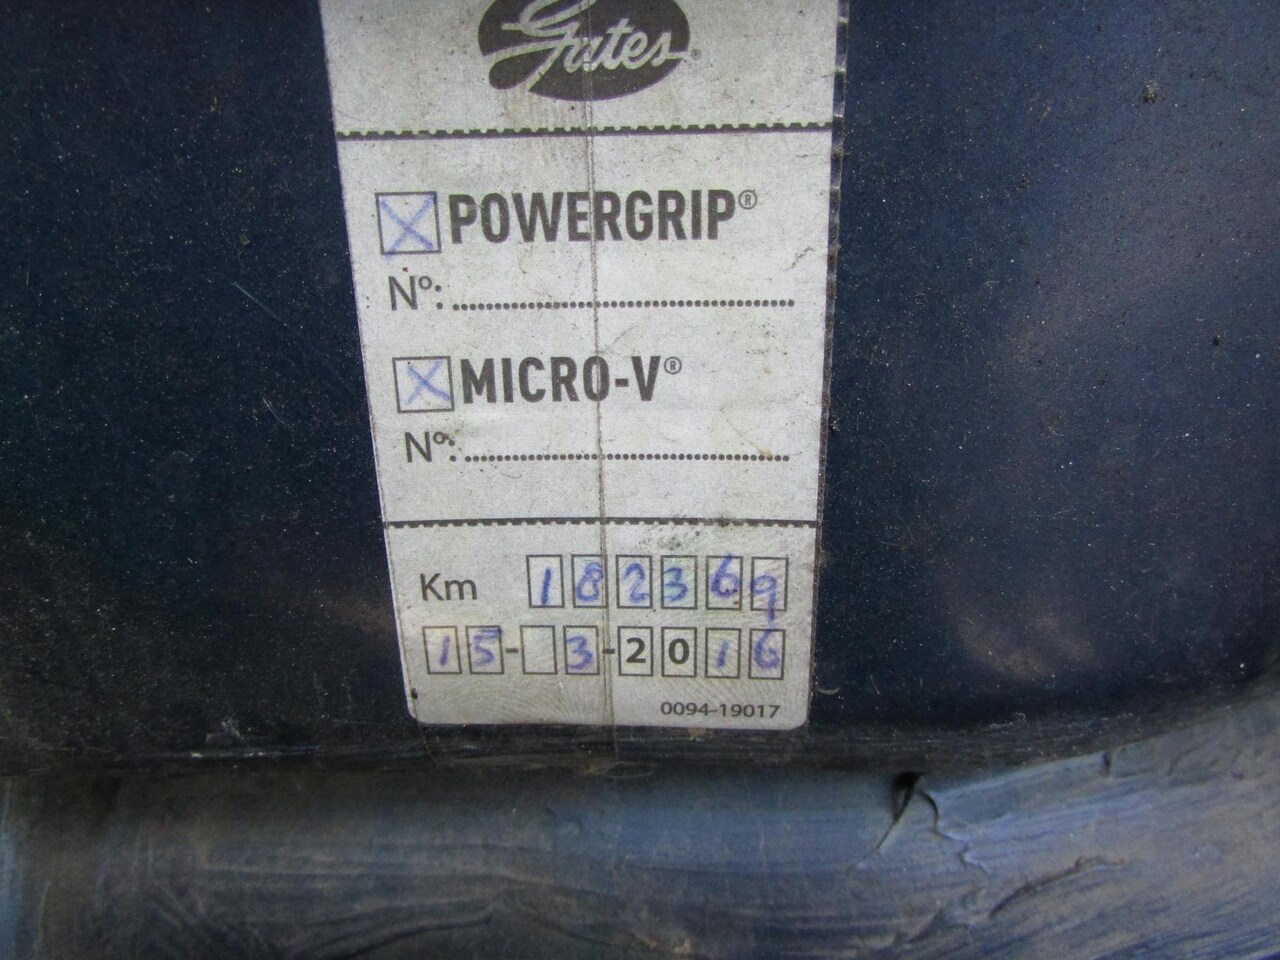 Gates®
☒ POWERGRIP®
Nº: ................................................
☒ MICRO-V®
Nº: ................................................
Km 182369
15- 3-2016
0094-19017